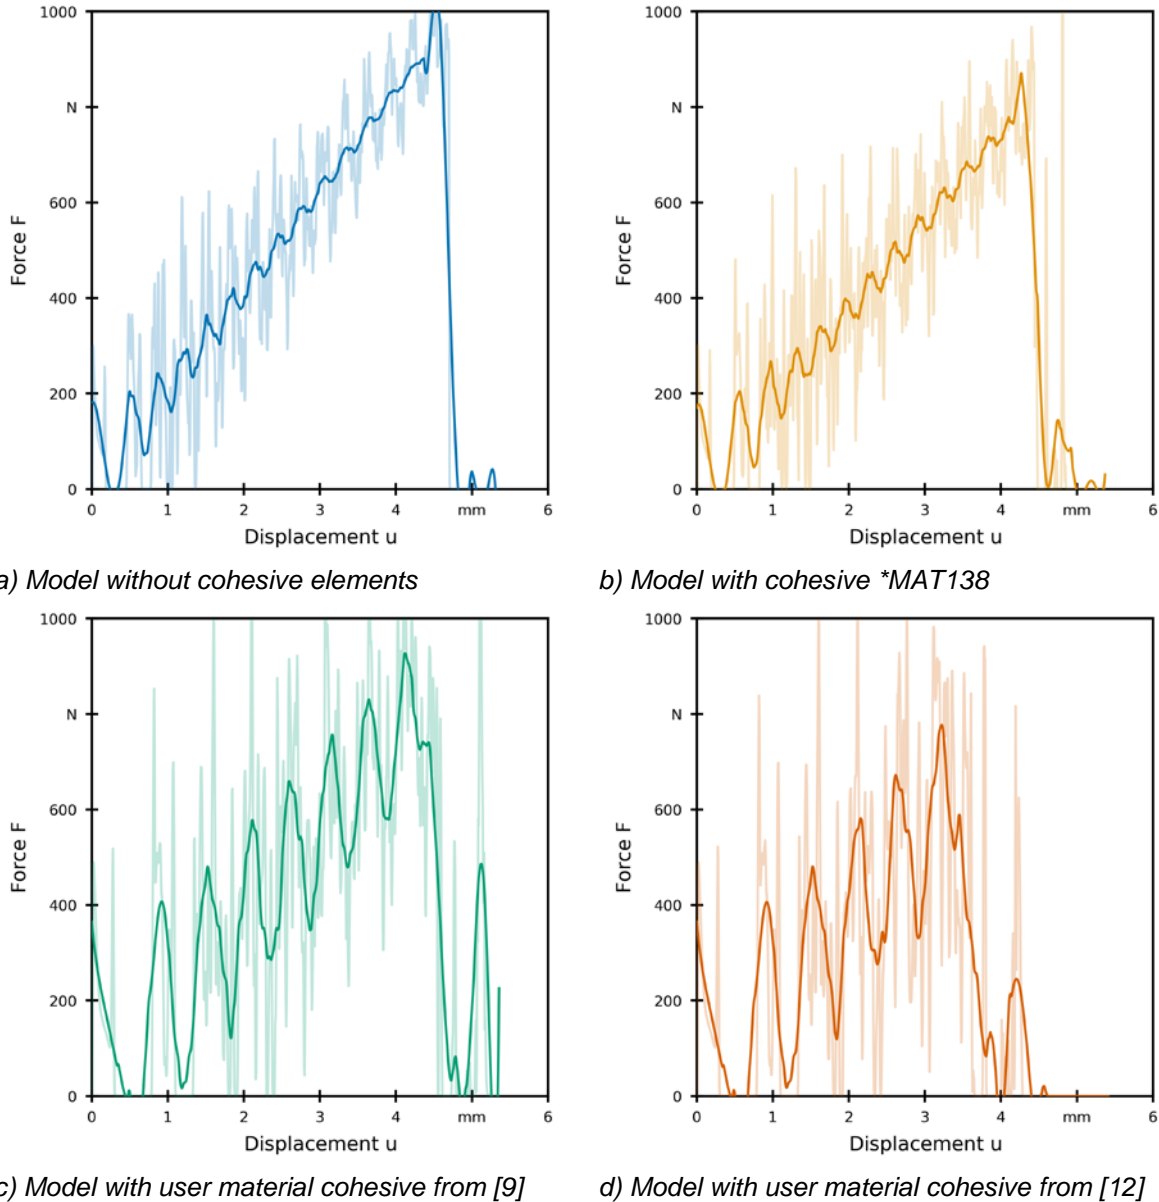 1000
N
600
400
200
0
Force F
0 1 2 3 4 mm 6
Displacement u
a) Model without cohesive elements
1000
N
600
400
200
0
Force F
0 1 2 3 4 mm 6
Displacement u
b) Model with cohesive *MAT138
1000
N
600
400
200
0
Force F
0 1 2 3 4 mm 6
Displacement u
c) Model with user material cohesive from [9]
1000
N
600
400
200
0
Force F
0 1 2 3 4 mm 6
Displacement u
d) Model with user material cohesive from [12]